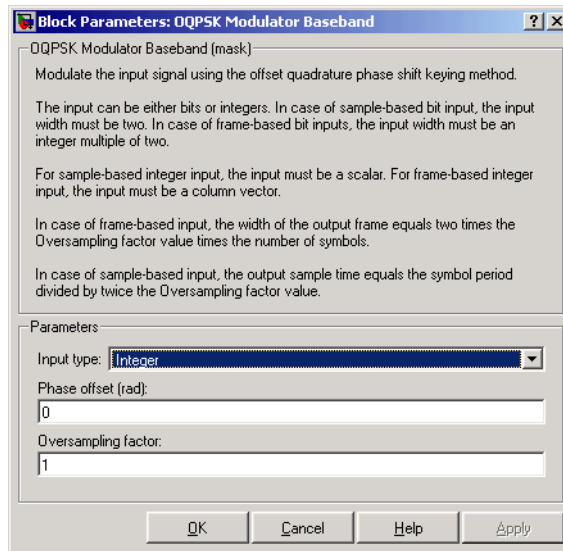 Block Parameters: OQPSK Modulator Baseband
OQPSK Modulator Baseband (mask)
Modulate the input signal using the offset quadrature phase shift keying method.
The input can be either bits or integers. In case of sample-based bit input, the input
width must be two. In case of frame-based bit inputs, the input width must be an
integer multiple of two.
For sample-based integer input, the input must be a scalar. For frame-based integer
input, the input must be a column vector.
In case of frame-based input, the width of the output frame equals two times the
Oversampling factor value times the number of symbols.
In case of sample-based input, the output sample time equals the symbol period
divided by twice the Oversampling factor value.
Parameters
Input type: Integer
Phase offset (rad):
0
Oversampling factor:
1
OK Cancel Help Apply